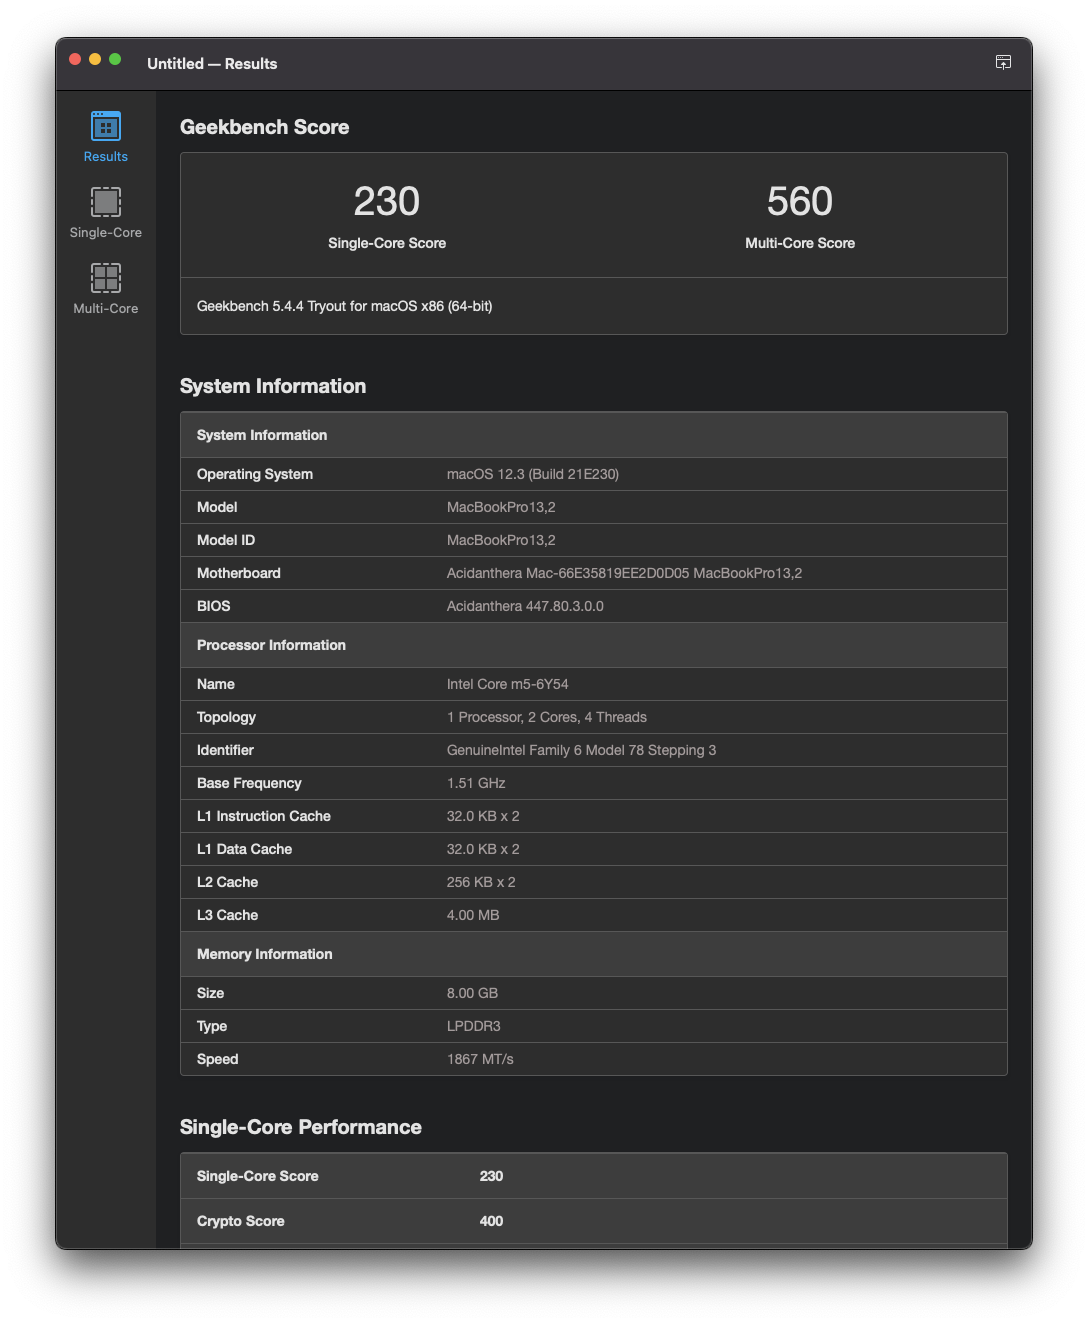 Untitled — Results
Results
Single-Core
Multi-Core
Geekbench Score
230
Single-Core Score
560
Multi-Core Score
Geekbench 5.4.4 Tryout for macOS x86 (64-bit)
System Information
System Information
Operating System macOS 12.3 (Build 21E230)
Model MacBookPro13,2
Model ID MacBookPro13,2
Motherboard Acidanthera Mac-66E35819EE2D0D05 MacBookPro13,2
BIOS Acidanthera 447.80.3.0.0
Processor Information
Name Intel Core m5-6Y54
Topology 1 Processor, 2 Cores, 4 Threads
Identifier GenuineIntel Family 6 Model 78 Stepping 3
Base Frequency 1.51 GHz
L1 Instruction Cache 32.0 KB x 2
L1 Data Cache 32.0 KB x 2
L2 Cache 256 KB x 2
L3 Cache 4.00 MB
Memory Information
Size 8.00 GB
Type LPDDR3
Speed 1867 MT/s
Single-Core Performance
Single-Core Score 230
Crypto Score 400